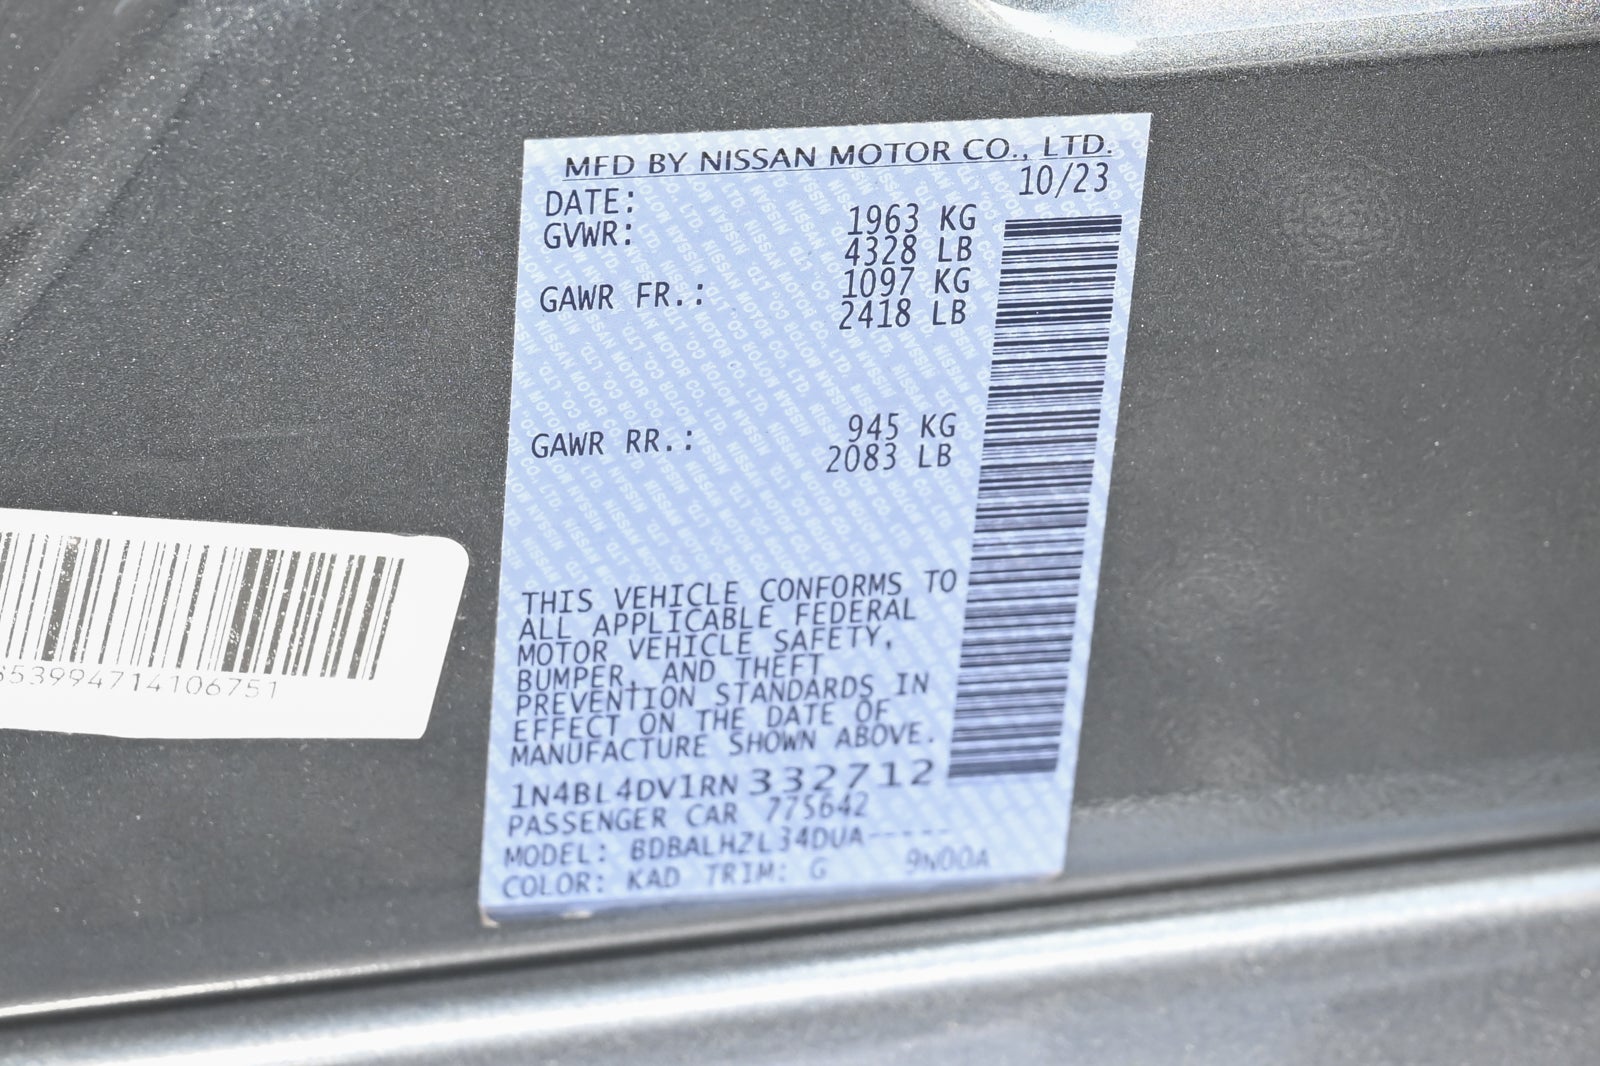 MFD BY NISSAN MOTOR CO., LTD.
DATE: 10/23
GVWR: 1963 KG
4328 LB
GAWR FR.: 1097 KG
2418 LB
GAWR RR.: 945 KG
2083 LB
THIS VEHICLE CONFORMS TO
ALL APPLICABLE FEDERAL
MOTOR VEHICLE SAFETY,
BUMPER, AND THEFT
PREVENTION STANDARDS IN
EFFECT ON THE DATE OF
MANUFACTURE SHOWN ABOVE.
1N4BL4DV1RN332712
PASSENGER CAR 775642
MODEL: BDBALHZL34DUA-----
COLOR: KAD TRIM: G 9N00A
53994714106751